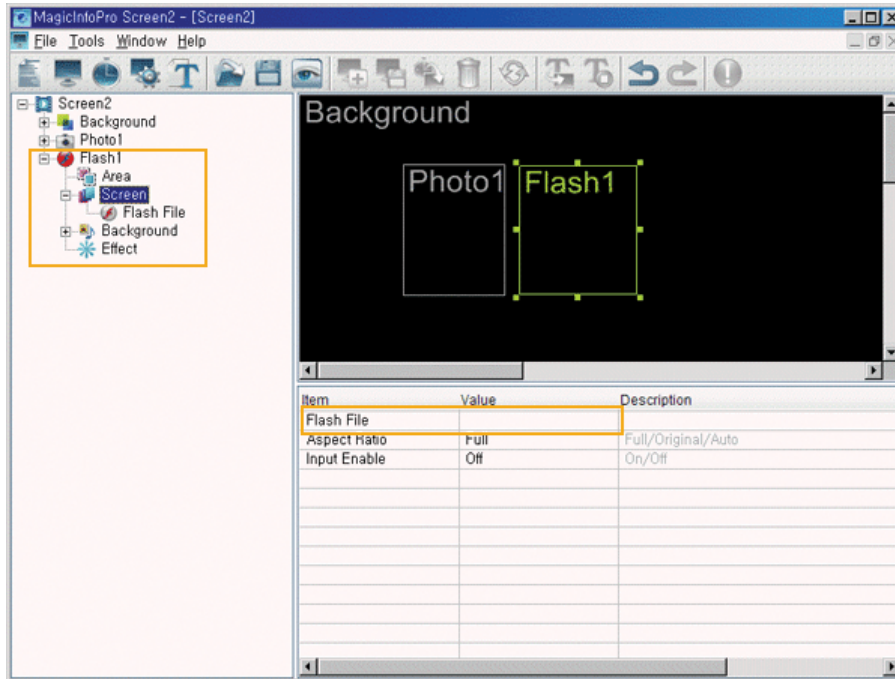 MagicInfoPro Screen2 - [Screen2]
File Tools Window Help
Screen2
Background
Photo1
Flash1
Area
Screen
Flash File
Background
Effect
Background
Photo1
Flash1
Item Value Description
Flash File
Aspect Ratio Full Full/Original/Auto
Input Enable Off On/Off